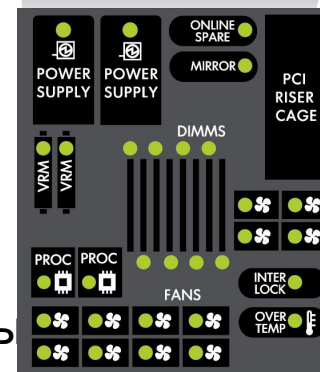 ONLINE
SPARE
MIRROR
POWER
SUPPLY
POWER
SUPPLY
PCI
RISER
CAGE
DIMMS
VRM
VRM
PROC
PROC
INTER
LOCK
FANS
OVER
TEMP